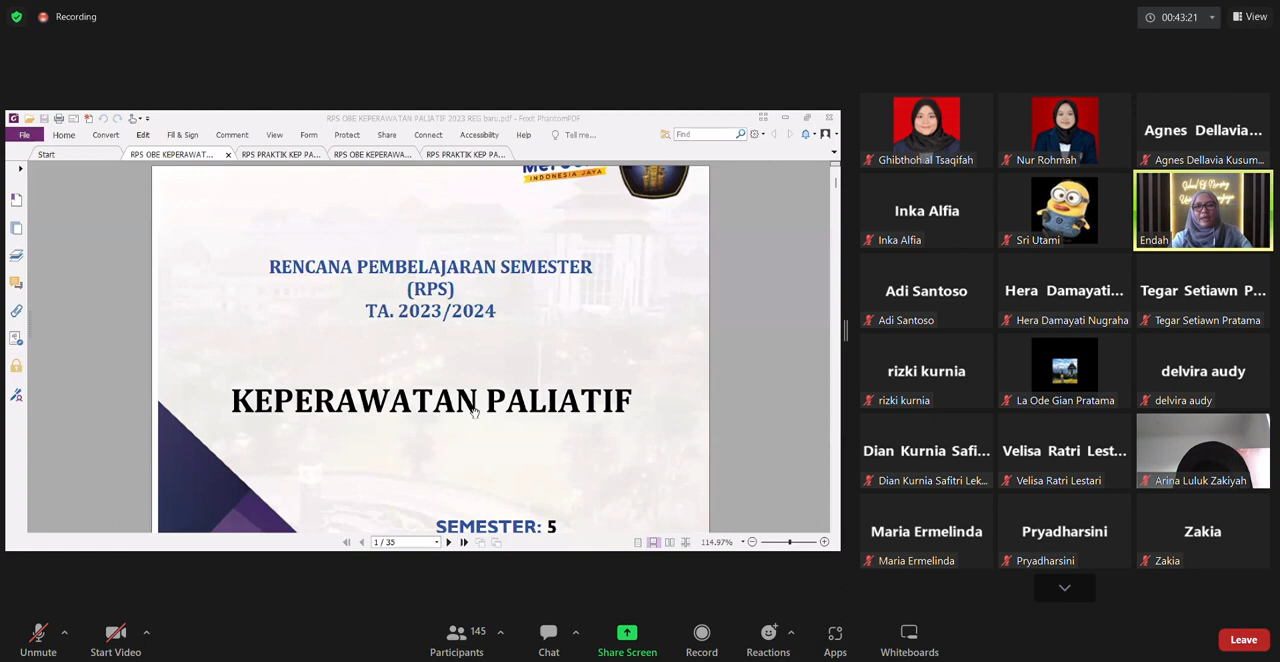 Recording
00:43:21
View
RPS OBE KEPERAWATAN PALIATIF 2023 REG baru.pdf - Foxit PhantomPDF
File Home Convert Edit Fill & Sign Comment View Form Protect Share Connect Accessibility Help Tell me... Find
Start RPS OBE KEPERAWAT... RPS PRAKTIK KEP PA... RPS OBE KEPERAWA... RPS PRAKTIK KEP PA...
INDONESIA JAYA
RENCANA PEMBELAJARAN SEMESTER
(RPS)
TA. 2023/2024
KEPERAWATAN PALIATIF
SEMESTER: 5
1 / 35
114.97%
Ghibthoh al Tsaqifah
Nur Rohmah
Agnes Dellavia...
Agnes Dellavia Kusum...
Inka Alfia
Inka Alfia
Sri Utami
Endah
Adi Santoso
Adi Santoso
Hera Damayati...
Hera Damayati Nugraha
Tegar Setiawn P...
Tegar Setiawn Pratama
rizki kurnia
rizki kurnia
La Ode Gian Pratama
delvira audy
delvira audy
Dian Kurnia Safi...
Dian Kurnia Safitri Lek...
Velisa Ratri Lest...
Velisa Ratri Lestari
Arina Luluk Zakiyah
Maria Ermelinda
Maria Ermelinda
Pryadharsini
Pryadharsini
Zakia
Zakia
Unmute
Start Video
145
Participants
Chat
Share Screen
Record
Reactions
Apps
Whiteboards
Leave